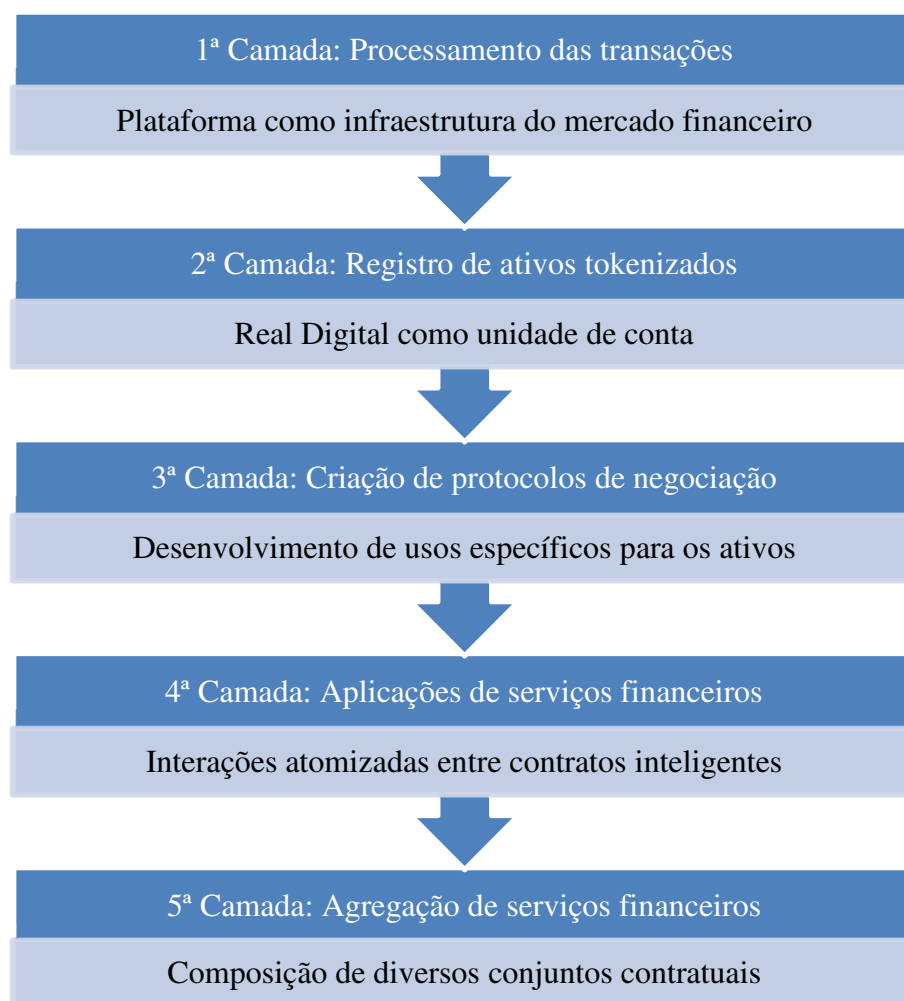 1ª Camada: Processamento das transações
Plataforma como infraestrutura do mercado financeiro
2ª Camada: Registro de ativos tokenizados
Real Digital como unidade de conta
3ª Camada: Criação de protocolos de negociação
Desenvolvimento de usos específicos para os ativos
4ª Camada: Aplicações de serviços financeiros
Interações atomizadas entre contratos inteligentes
5ª Camada: Agregação de serviços financeiros
Composição de diversos conjuntos contratuais